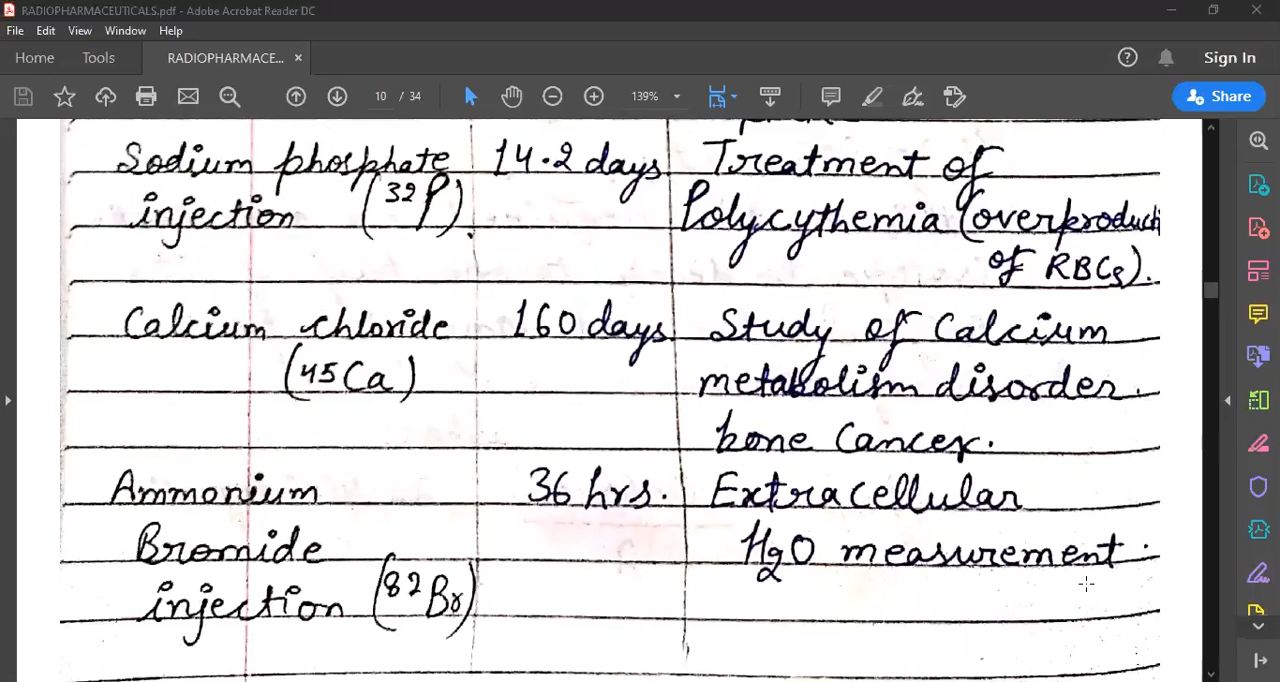 RADIOPHARMACEUTICALS.pdf - Adobe Acrobat Reader DC
File Edit View Window Help
Home Tools RADIOPHARMACE... × Sign In
10 / 34 139% Share
Sodium phosphate 14.2 days Treatment of
injection (32P). Polycythemia (overproducti
of RBCs).
Calcium chloride 160 days Study of Calcium
(45Ca) metabolism disorder.
bone Cancer.
Ammonium 36 hrs. Extracellular
Bromide H2O measurement.
injection (82Br)